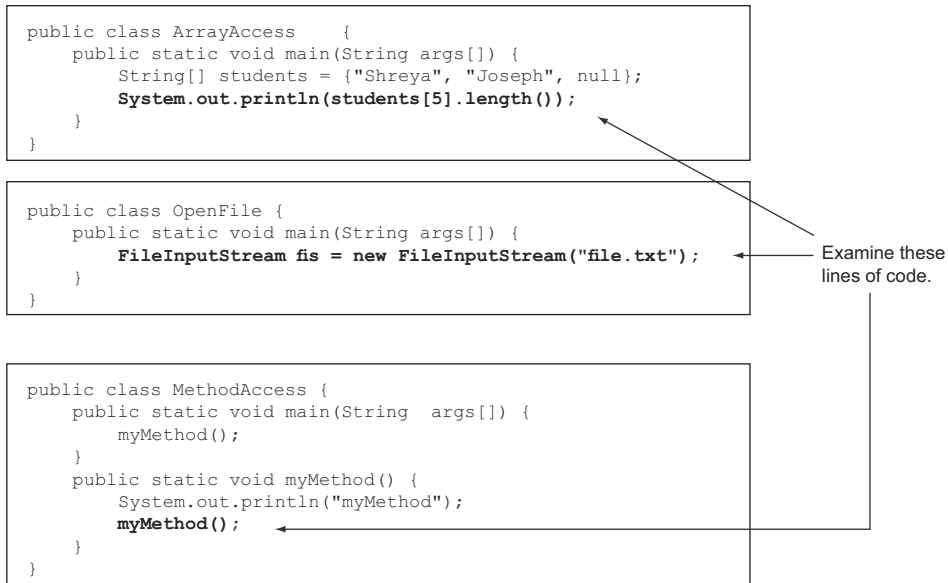 public class ArrayAccess    {
    public static void main(String args[]) {
        String[] students = {"Shreya", "Joseph", null};
        System.out.println(students[5].length());
    }
}
public class OpenFile {
    public static void main(String args[]) {
        FileInputStream fis = new FileInputStream("file.txt");
    }
}
Examine these
lines of code.
public class MethodAccess {
    public static void main(String  args[]) {
        myMethod();
    }
    public static void myMethod() {
        System.out.println("myMethod");
        myMethod();
    }
}